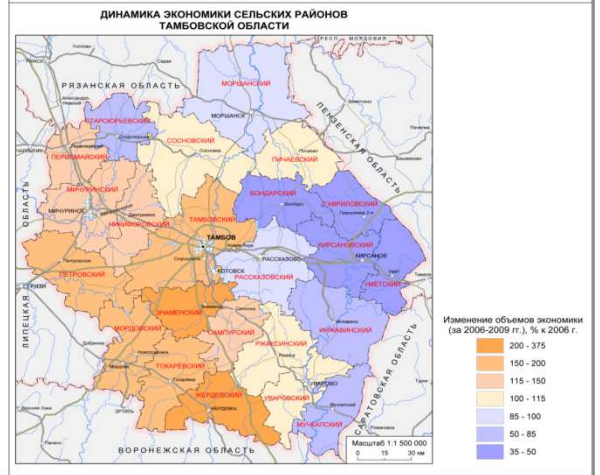 ДИНАМИКА ЭКОНОМИКИ СЕЛЬСКИХ РАЙОНОВ
ТАМБОВСКОЙ ОБЛАСТИ
РЕСП. МОРДОВИЯ
РЯЗАНСКАЯ ОБЛАСТЬ
МОРШАНСКИЙ
МОРШАНСК
ПЕНЗЕНСКАЯ ОБЛАСТЬ
СТАРОЮРЬЕВСКИЙ
СОСНОВСКИЙ
ПЕРВОМАЙСКИЙ
ПИЧАЕВСКИЙ
МИЧУРИНСКИЙ
БОНДАРСКИЙ
ГАВРИЛОВСКИЙ
МИЧУРИНСК
НИКИФОРОВСКИЙ
ТАМБОВСКИЙ
ТАМБОВ
КИРСАНОВСКИЙ
КИРСАНОВ
РАССКАЗОВО
КОТОВСК
ПЕТРОВСКИЙ
РАССКАЗОВСКИЙ
УМЕТСКИЙ
ЛИПЕЦКАЯ ОБЛАСТЬ
ЗНАМЕНСКИЙ
МОРДОВСКИЙ
САМПУРСКИЙ
ИНЖАВИНСКИЙ
РЖАКСИНСКИЙ
ТОКАРЁВСКИЙ
УВАРОВО
ЖЕРДЕВСКИЙ
ЖЕРДЕВКА
УВАРОВСКИЙ
МУЧКАПСКИЙ
САРАТОВСКАЯ ОБЛАСТЬ
ВОРОНЕЖСКАЯ ОБЛАСТЬ
Масштаб 1:1 500 000
0 15 30 км
Изменение объемов экономики
(за 2006-2009 гг.), % к 2006 г.
200 - 375
150 - 200
115 - 150
100 - 115
85 - 100
50 - 85
35 - 50